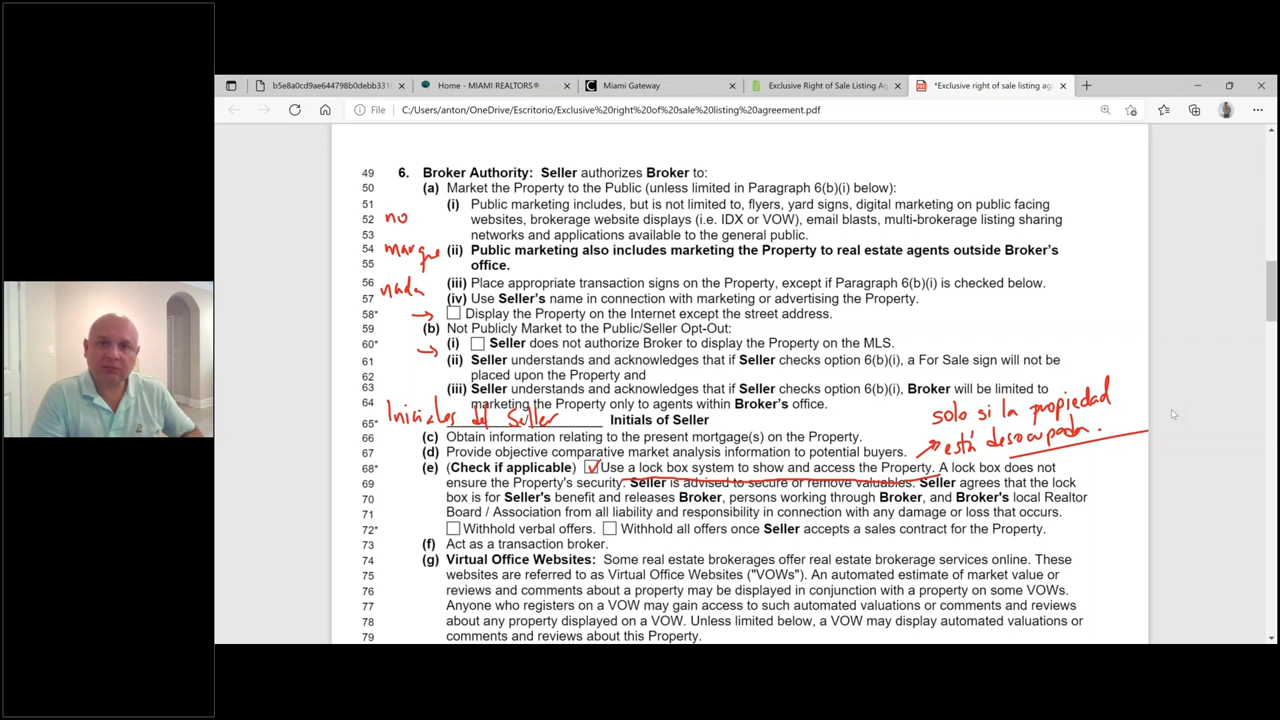 b5e8a0cd9ae644798b0debb331
Home - MIAMI REALTORS®
Miami Gateway
Exclusive Right of Sale Listing Ag
*Exclusive right of sale listing ag
File
C:/Users/anton/OneDrive/Escritorio/Exclusive%20right%20of%20sale%20listing%20agreement.pdf
49 6. Broker Authority: Seller authorizes Broker to:
50 (a) Market the Property to the Public (unless limited in Paragraph 6(b)(i) below):
51 (i) Public marketing includes, but is not limited to, flyers, yard signs, digital marketing on public facing
no 52 websites, brokerage website displays (i.e. IDX or VOW), email blasts, multi-brokerage listing sharing
53 networks and applications available to the general public.
marque 54 (ii) Public marketing also includes marketing the Property to real estate agents outside Broker's
55 office.
nada 56 (iii) Place appropriate transaction signs on the Property, except if Paragraph 6(b)(i) is checked below.
57 (iv) Use Seller's name in connection with marketing or advertising the Property.
58* Display the Property on the Internet except the street address.
59 (b) Not Publicly Market to the Public/Seller Opt-Out:
60* (i) Seller does not authorize Broker to display the Property on the MLS.
61 (ii) Seller understands and acknowledges that if Seller checks option 6(b)(i), a For Sale sign will not be
62 placed upon the Property and
63 (iii) Seller understands and acknowledges that if Seller checks option 6(b)(i), Broker will be limited to
64 marketing the Property only to agents within Broker's office.
Iniciales del Seller
65* Initials of Seller
solo si la propiedad
está desocupada.
66 (c) Obtain information relating to the present mortgage(s) on the Property.
67 (d) Provide objective comparative market analysis information to potential buyers.
68* (e) (Check if applicable) Use a lock box system to show and access the Property. A lock box does not
69 ensure the Property's security. Seller is advised to secure or remove valuables. Seller agrees that the lock
70 box is for Seller's benefit and releases Broker, persons working through Broker, and Broker's local Realtor
71 Board / Association from all liability and responsibility in connection with any damage or loss that occurs.
72* Withhold verbal offers. Withhold all offers once Seller accepts a sales contract for the Property.
73 (f) Act as a transaction broker.
74 (g) Virtual Office Websites: Some real estate brokerages offer real estate brokerage services online. These
75 websites are referred to as Virtual Office Websites ("VOWs"). An automated estimate of market value or
76 reviews and comments about a property may be displayed in conjunction with a property on some VOWs.
77 Anyone who registers on a VOW may gain access to such automated valuations or comments and reviews
78 about any property displayed on a VOW. Unless limited below, a VOW may display automated valuations or
79 comments and reviews about this Property.